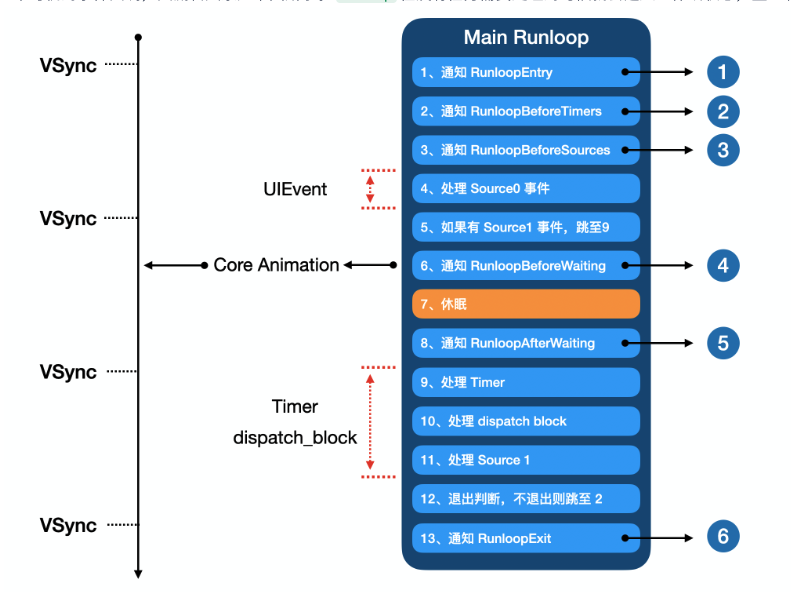 Main Runloop
VSync
1、通知 RunloopEntry
1
2、通知 RunloopBeforeTimers
2
3、通知 RunloopBeforeSources
3
UIEvent
4、处理 Source0 事件
VSync
5、如果有 Source1 事件，跳至9
Core Animation
6、通知 RunloopBeforeWaiting
4
7、休眠
8、通知 RunloopAfterWaiting
5
VSync
9、处理 Timer
Timer
dispatch_block
10、处理 dispatch block
11、处理 Source 1
12、退出判断，不退出则跳至 2
VSync
13、通知 RunloopExit
6